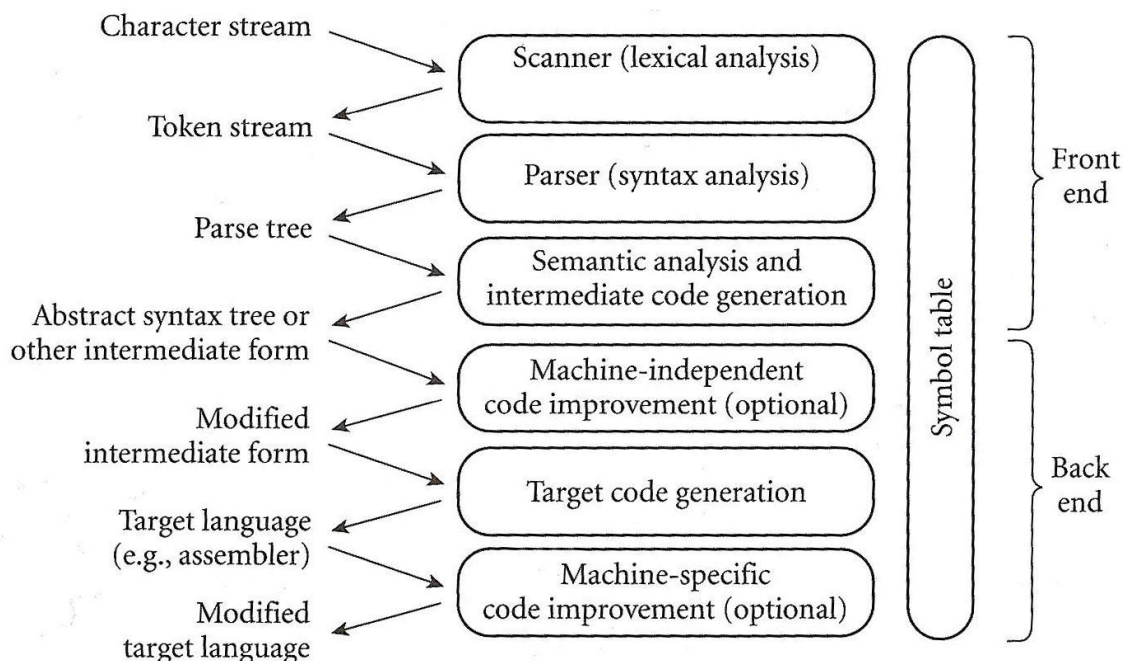 Character stream
Scanner (lexical analysis)
Token stream
Parser (syntax analysis)
Parse tree
Semantic analysis and
intermediate code generation
Abstract syntax tree or
other intermediate form
Machine-independent
code improvement (optional)
Modified
intermediate form
Target code generation
Target language
(e.g., assembler)
Machine-specific
code improvement (optional)
Modified
target language
Symbol table
Front
end
Back
end